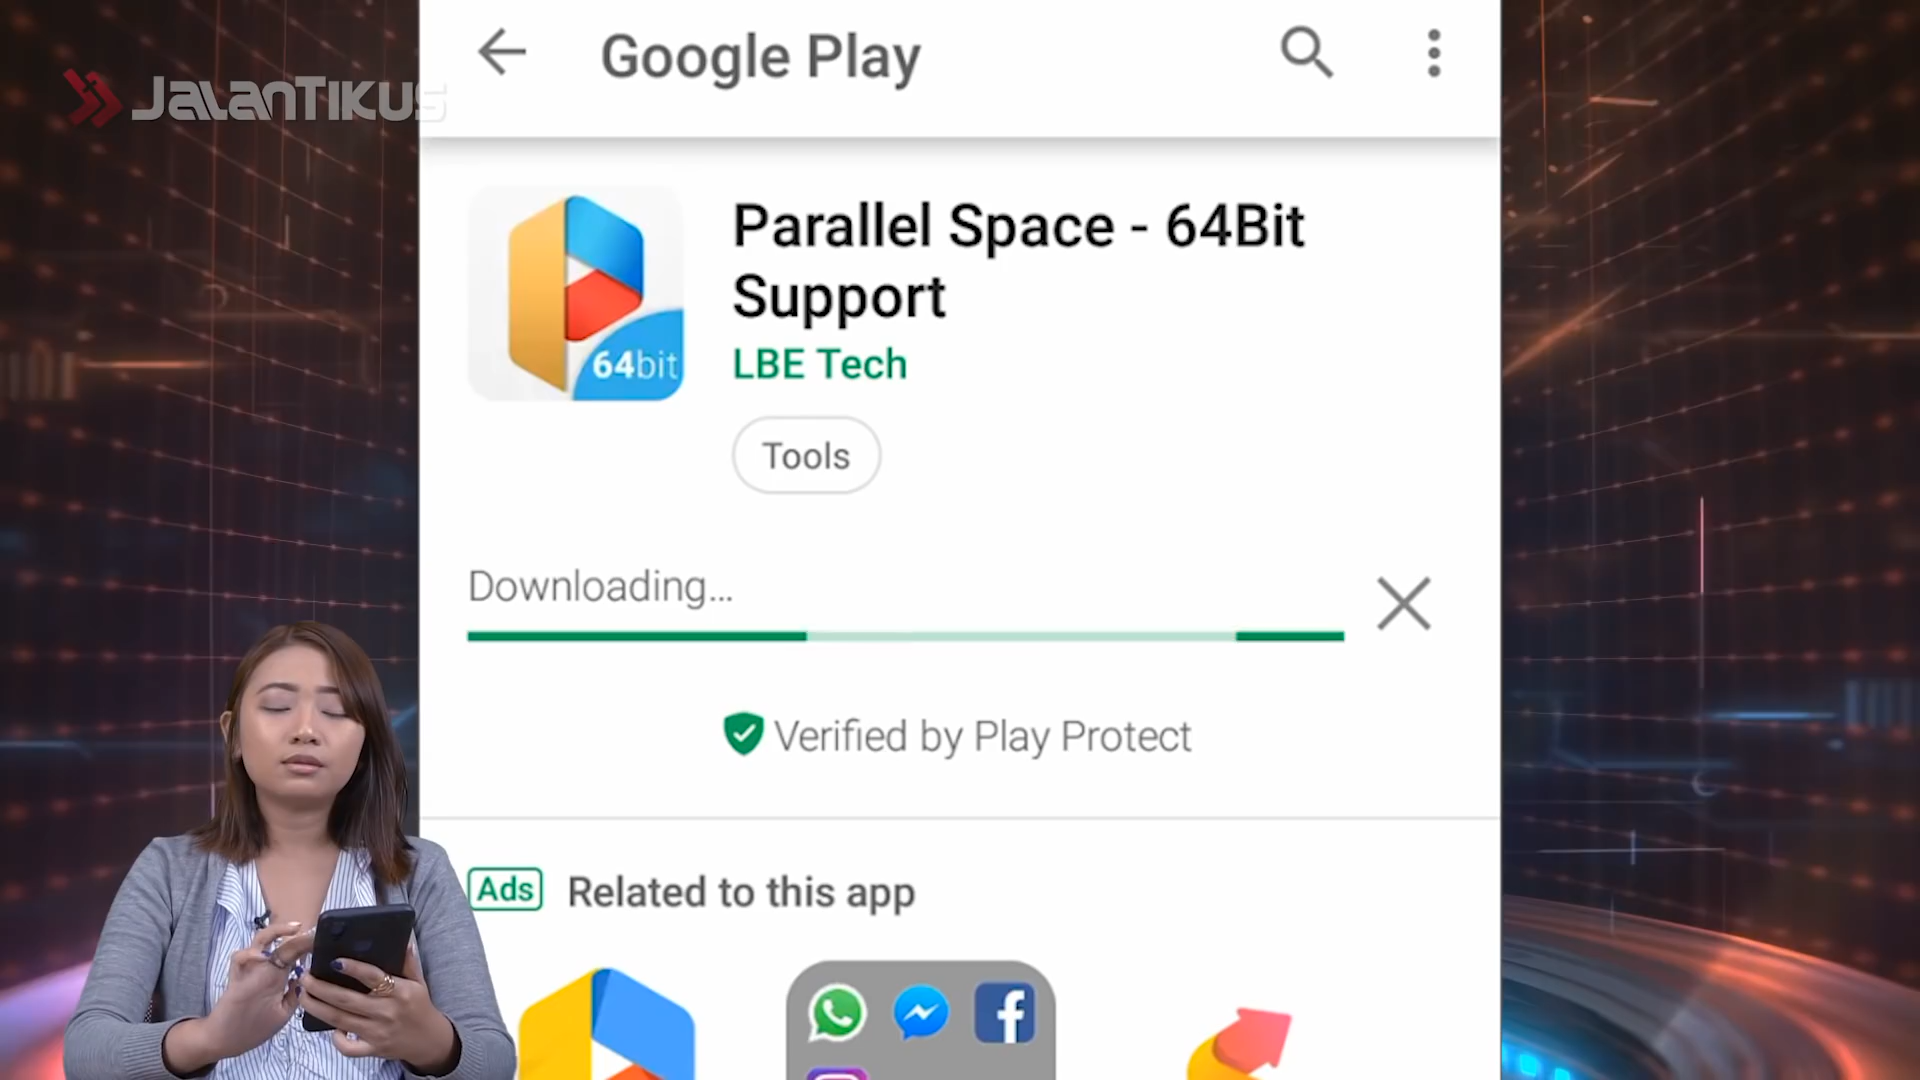 JALANTIKUS
Google Play
Parallel Space - 64Bit
Support
64bit
LBE Tech
Tools
Downloading...
Verified by Play Protect
Ads Related to this app